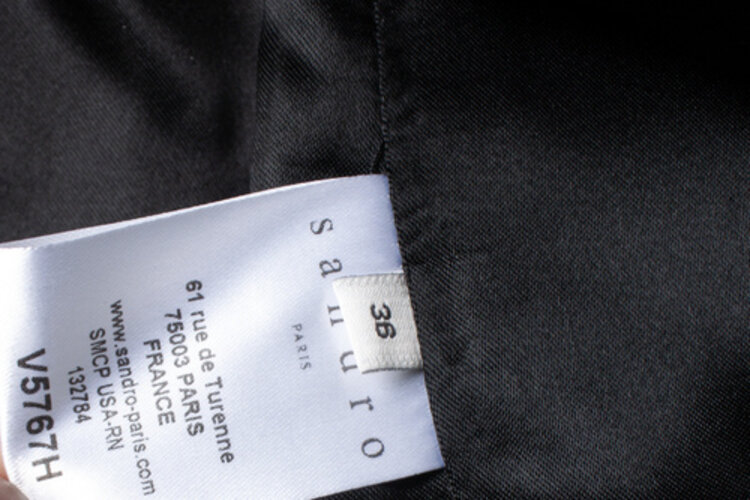 sandro
36
PARIS
61 rue de Turenne
75003 PARIS
FRANCE
www.sandro-paris.com
SMCP USA-RN
132784
V5767H